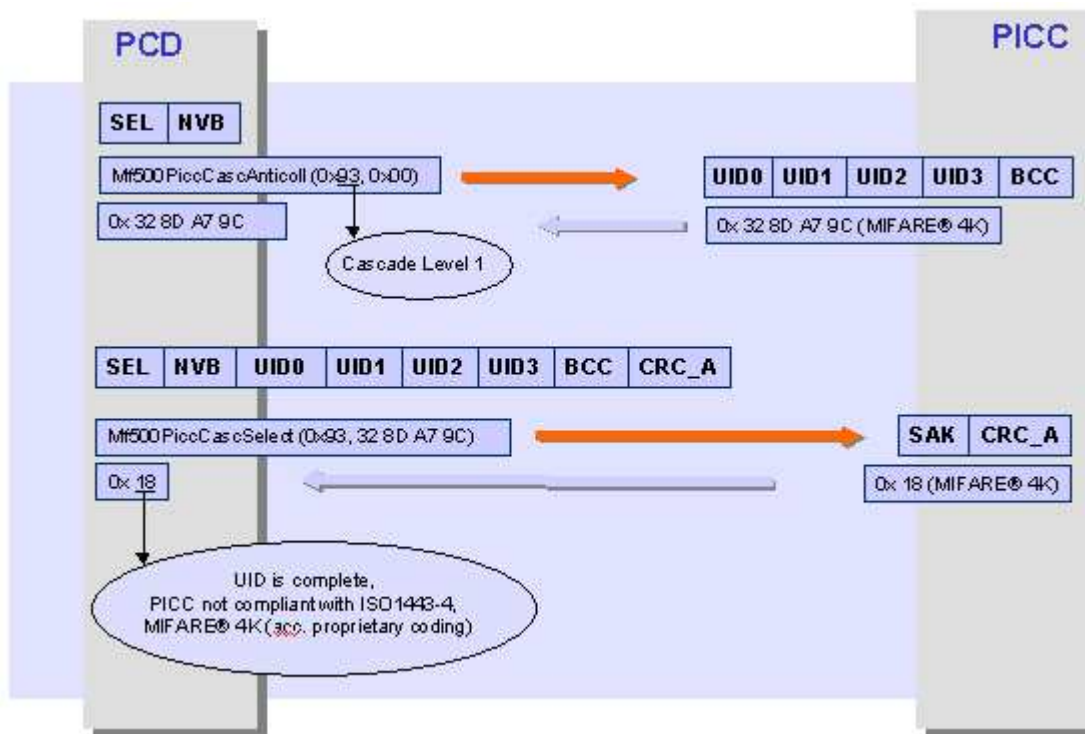 PCD
PICC
SEL NVB
Mf500PiccCascAnticoll (0x93, 0x00)
UID0 UID1 UID2 UID3 BCC
0x 32 8D A7 9C
0x 32 8D A7 9C (MIFARE® 4K)
Cascade Level 1
SEL NVB UID0 UID1 UID2 UID3 BCC CRC_A
Mf500PiccCascSelect (0x93, 32 8D A7 9C)
SAK CRC_A
0x 18
0x 18 (MIFARE® 4K)
UID is complete,
PICC not compliant with ISO1443-4,
MIFARE® 4K (acc. proprietary coding)